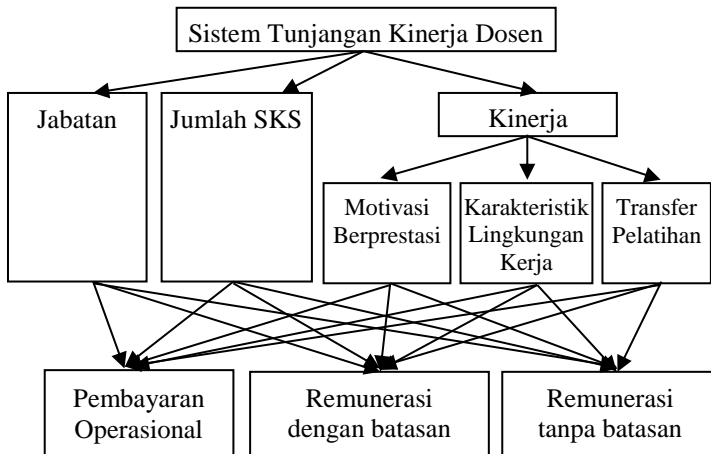 Sistem Tunjangan Kinerja Dosen
Jabatan
Jumlah SKS
Kinerja
Motivasi
Berprestasi
Karakteristik
Lingkungan
Kerja
Transfer
Pelatihan
Pembayaran
Operasional
Remunerasi
dengan batasan
Remunerasi
tanpa batasan